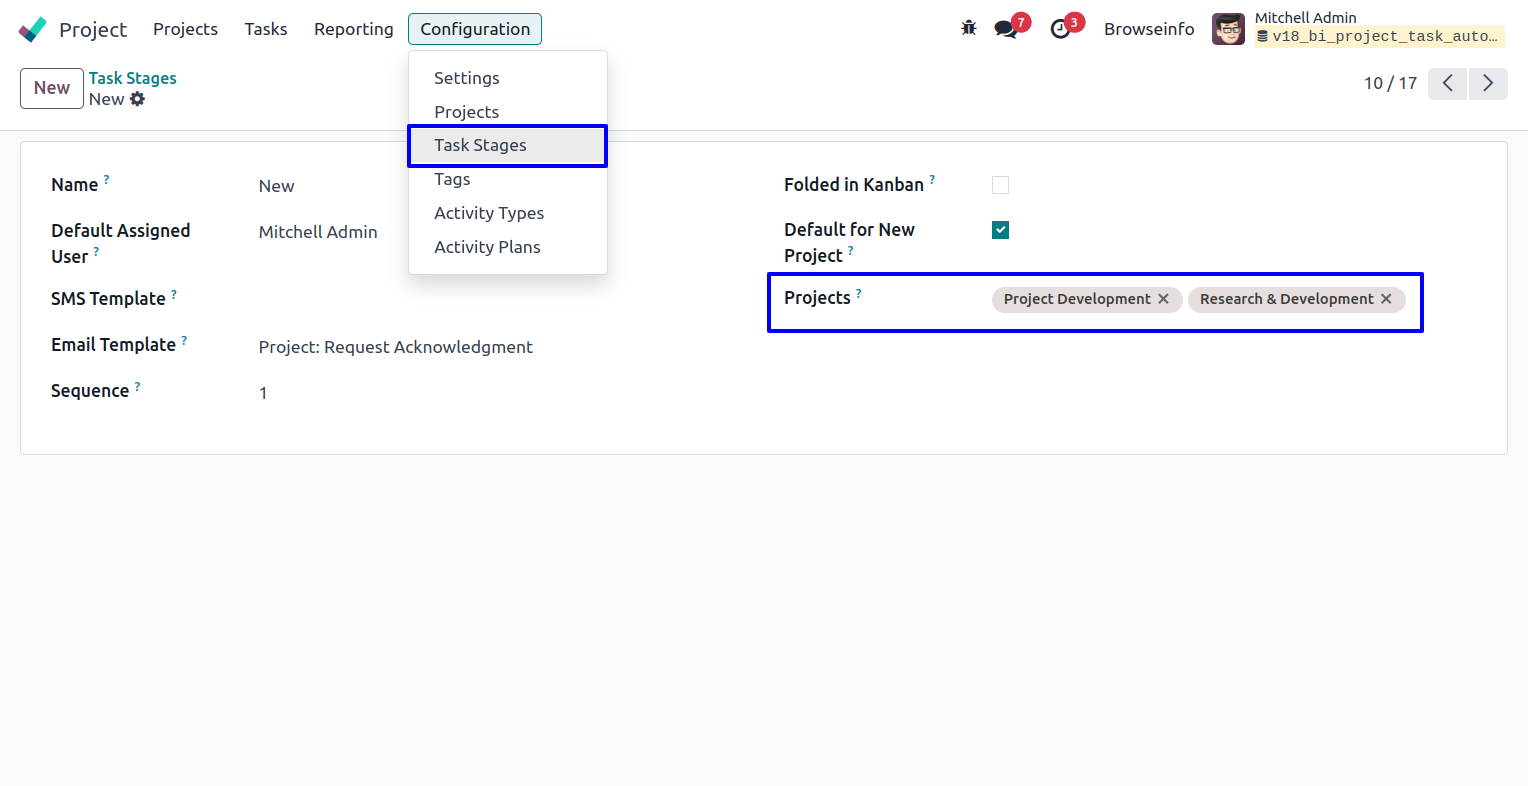 Project Projects Tasks Reporting Configuration 7 3 Browseinfo Mitchell Admin
v18_bi_project_task_auto…
New Task Stages 10 / 17
New
Settings
Projects
Task Stages
Tags
Activity Types
Activity Plans
Name ? New
Default Assigned User ? Mitchell Admin
SMS Template ?
Email Template ? Project: Request Acknowledgment
Sequence ? 1
Folded in Kanban ?
Default for New
Project ?
Projects ? Project Development × Research & Development ×